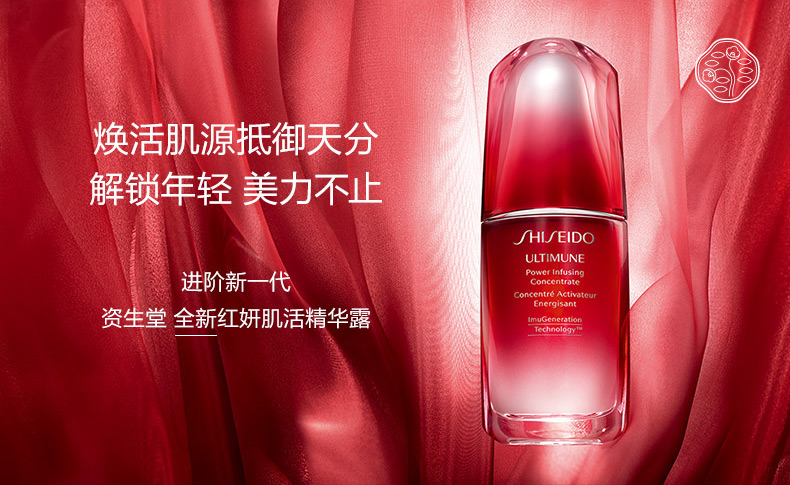 焕活肌源抵御天分
解锁年轻 美力不止
进阶新一代
资生堂 全新红妍肌活精华露
SHISEIDO
ULTIMUNE
Power Infusing
Concentrate
Concentré Activateur
Energisant
ImuGeneration
Technology™